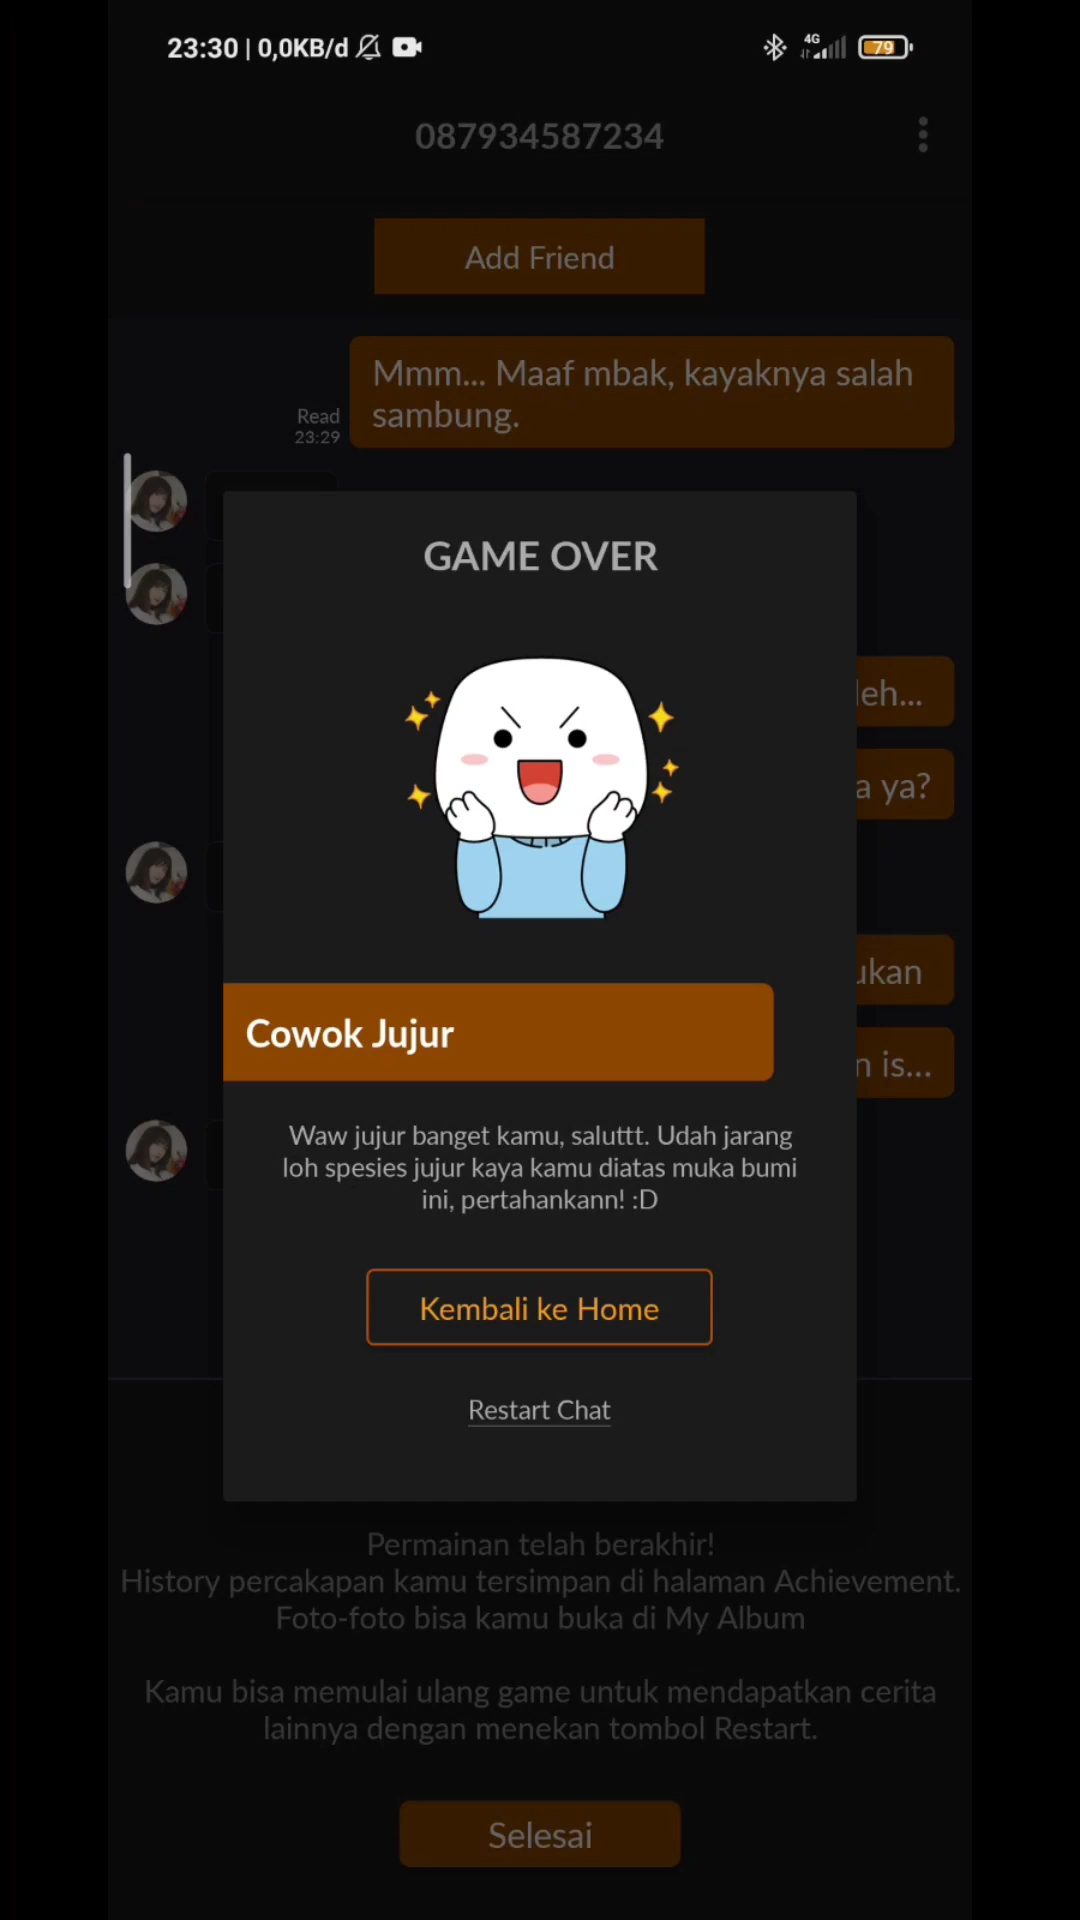 23:30 | 0,0KB/d
4G
79
087934587234
Add Friend
Mmm... Maaf mbak, kayaknya salah
sambung.
Read
23:29
GAME OVER
leh...
a ya?
ukan
Cowok Jujur
n is...
Waw jujur banget kamu, saluttt. Udah jarang
loh spesies jujur kaya kamu diatas muka bumi
ini, pertahankann! :D
Kembali ke Home
Restart Chat
Permainan telah berakhir!
History percakapan kamu tersimpan di halaman Achievement.
Foto-foto bisa kamu buka di My Album
Kamu bisa memulai ulang game untuk mendapatkan cerita
lainnya dengan menekan tombol Restart.
Selesai